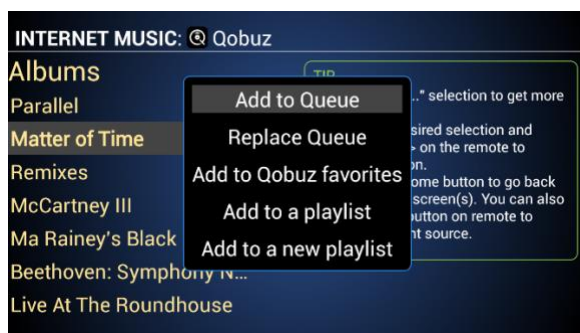 INTERNET MUSIC: Qobuz
Albums
Parallel
Matter of Time
Remixes
McCartney III
Ma Rainey's Black
Beethoven: Symphony N...
Live At The Roundhouse
Add to Queue
Replace Queue
Add to Qobuz favorites
Add to a playlist
Add to a new playlist
TIP
..." selection to get more
sired selection and
> on the remote to
on.
ome button to go back
screen(s). You can also
utton on remote to
nt source.